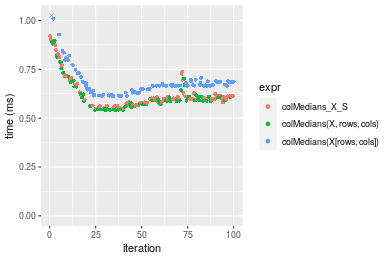 1.00
0.75
0.50
0.25
0.00
time (ms)
0
25
50
75
100
iteration
expr
colMedians_X_S
colMedians(X, rows, cols)
colMedians(X[rows, cols])